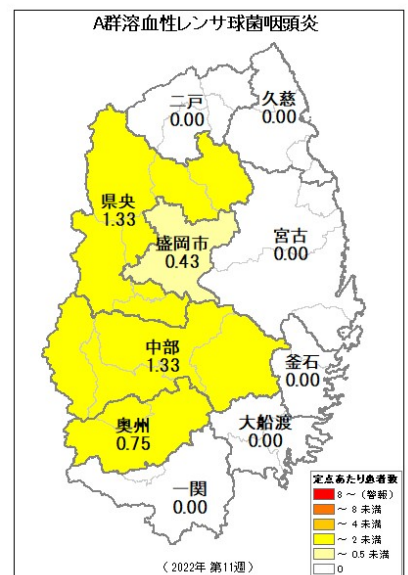 A群溶血性レンサ球菌咽頭炎
二戸
0.00
久慈
0.00
県央
1.33
盛岡市
0.43
宮古
0.00
中部
1.33
釜石
0.00
奥州
0.75
大船渡
0.00
一関
0.00
定点あたり患者数
8～（警報）
～ 8 未満
～ 4 未満
～ 2 未満
～ 0.5 未満
0
（ 2022年 第11週）